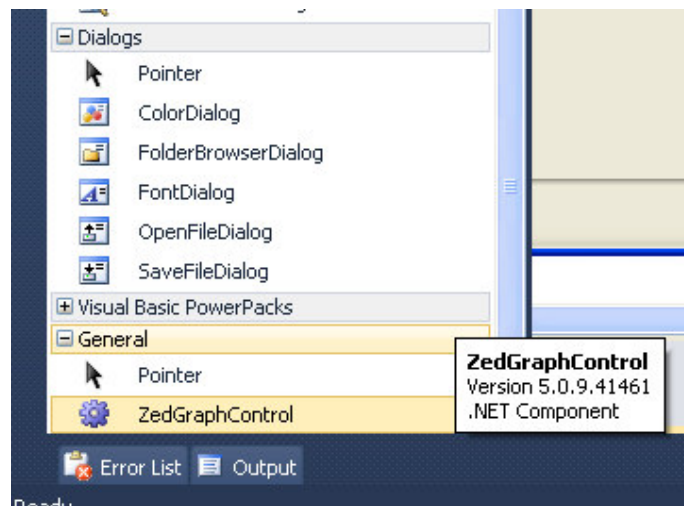 Dialogs
Pointer
ColorDialog
FolderBrowserDialog
FontDialog
OpenFileDialog
SaveFileDialog
Visual Basic PowerPacks
General
Pointer
ZedGraphControl
ZedGraphControl
Version 5.0.9.41461
.NET Component
Error List
Output
Ready